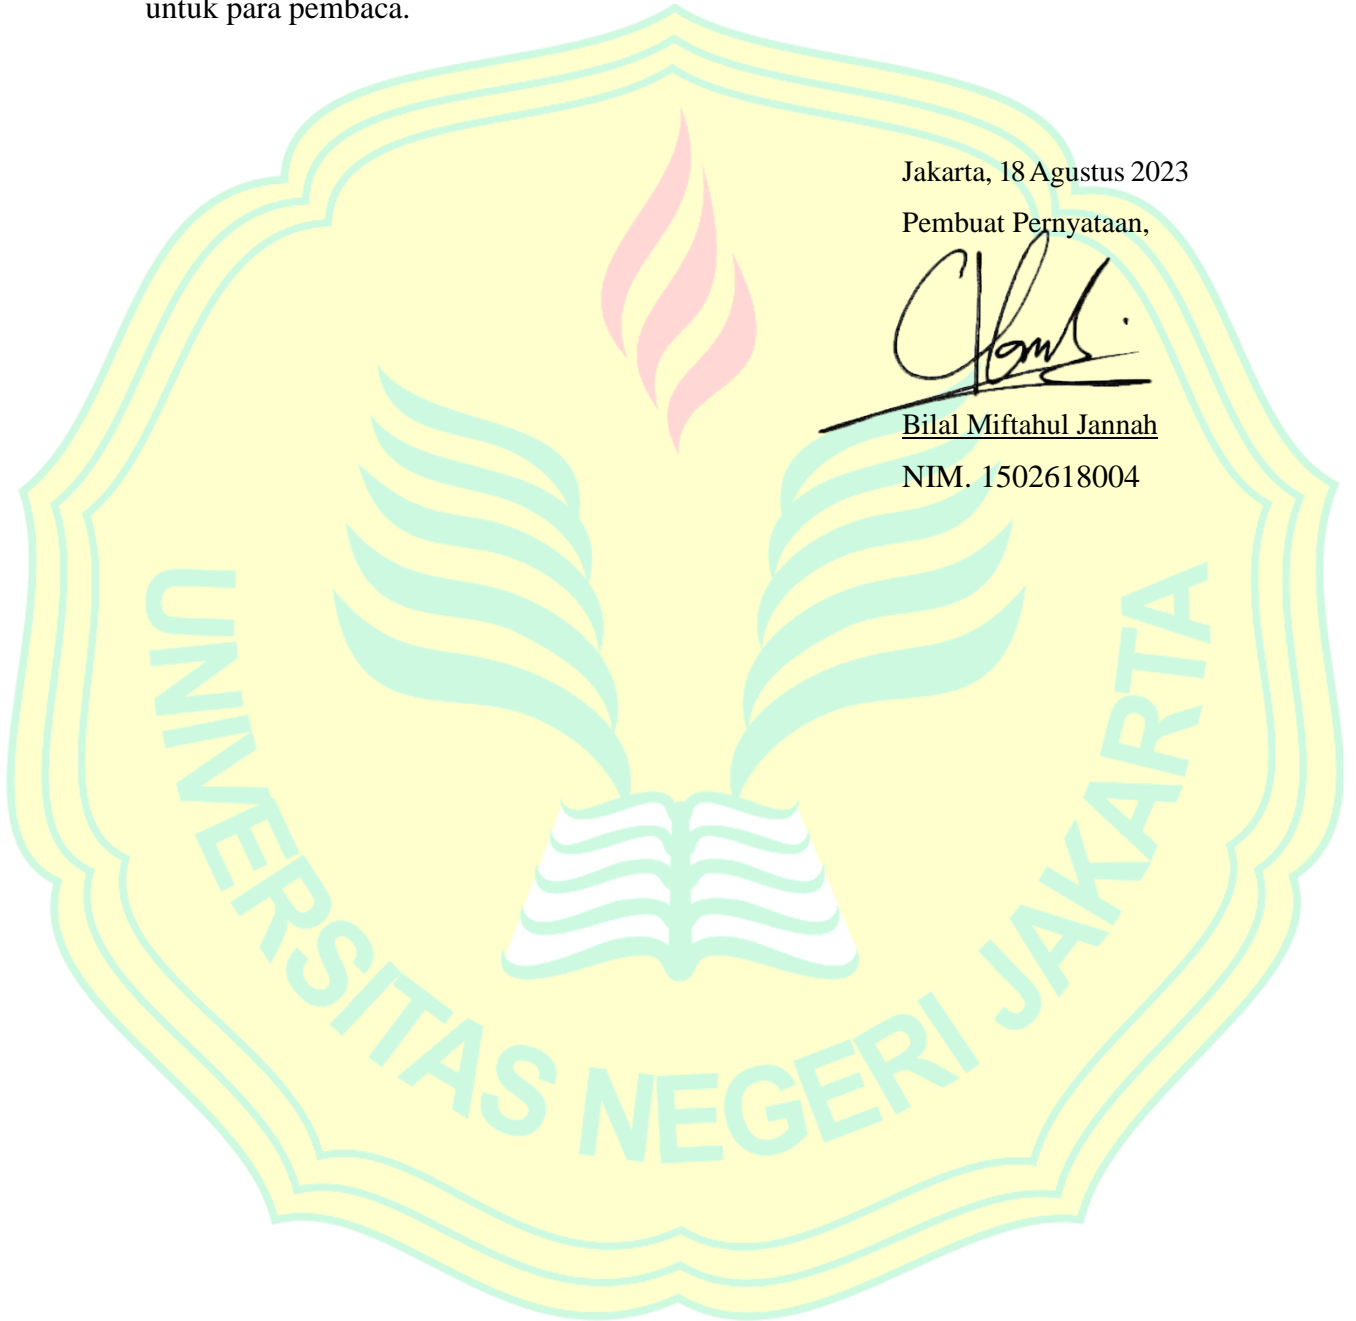 untuk para pembaca.
Jakarta, 18 Agustus 2023
Pembuat Pernyataan,
Bilal Miftahul Jannah
NIM. 1502618004
UNIVERSITAS NEGERI JAKARTA